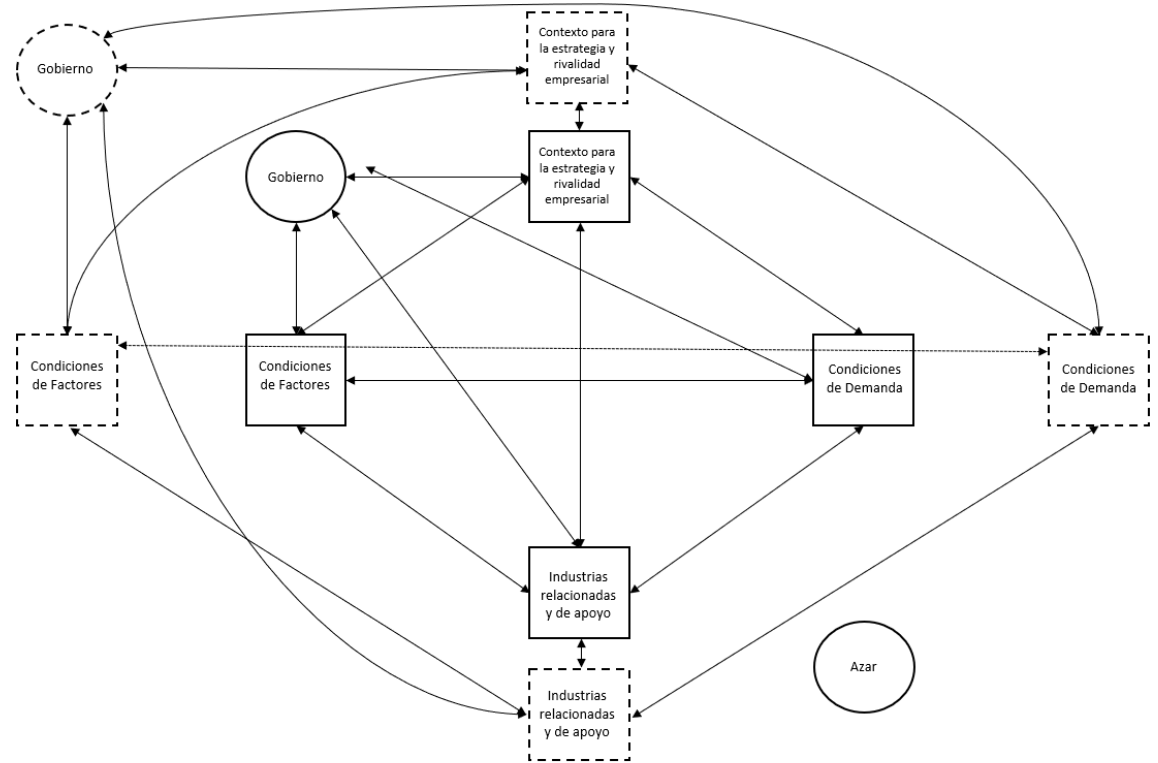 Gobierno
Contexto para
la estrategia y
rivalidad
empresarial
Gobierno
Contexto para
la estrategia y
rivalidad
empresarial
Condiciones
de Factores
Condiciones
de Factores
Condiciones
de Demanda
Condiciones
de Demanda
Industrias
relacionadas
y de apoyo
Azar
Industrias
relacionadas
y de apoyo